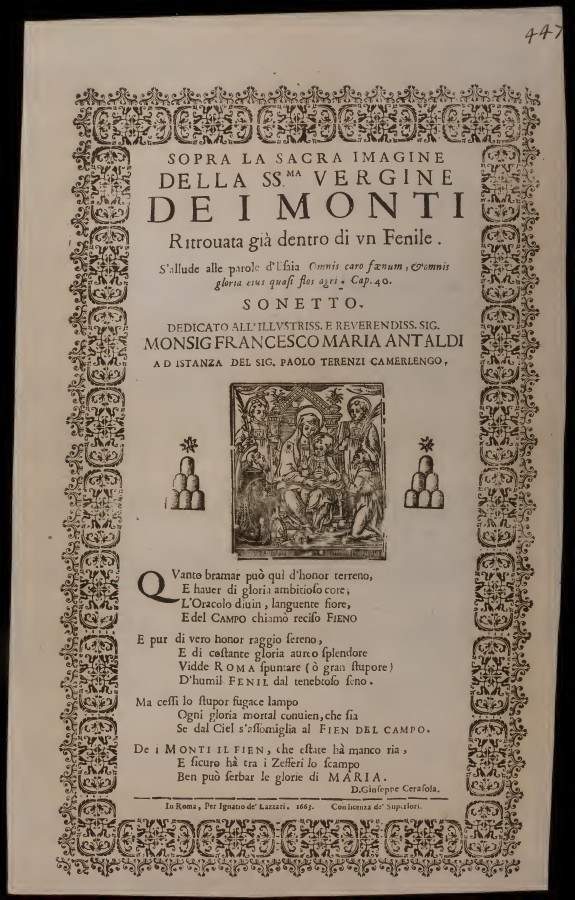 447
SOPRA LA SACRA IMAGINE
DELLA SS.MA VERGINE
DEI MONTI
Ritrouata già dentro di vn Fenile.
S'allude alle parole d'Esaia Omnis caro fœnum, & omnis
gloria eius quasi flos agri. Cap. 40.
SONETTO.
DEDICATO ALL'ILLVSTRISS. E REVERENDISS. SIG.
MONSIG FRANCESCO MARIA ANTALDI
AD ISTANZA DEL SIG. PAOLO TERENZI CAMERLENGO.
QVanto bramar può quì d'honor terreno,
E hauer di gloria ambitioſo core;
L'Oracolo diuin, languente fiore,
E del CAMPO chiamò reciſo FIENO
E pur di vero honor raggio ſereno,
E di coſtante gloria aureo ſplendore
Vidde ROMA ſpuntare (ò gran ſtupore)
D'humil FENIL dal tenebroſo ſeno.
Ma ceſſi lo ſtupor fugace lampo
Ogni gloria mortal conuien, che ſia
Se dal Ciel s'aſſomiglia al FIEN DEL CAMPO.
De i MONTI IL FIEN, che eſtate hà manco ria,
E ſicuro hà tra i Zefferi lo ſcampo
Ben può ſerbar le glorie di MARIA.
D. Giuſeppe Ceraſola.
In Roma, Per Ignatio de' Lazzari. 1663. Con licenza de' Superiori.